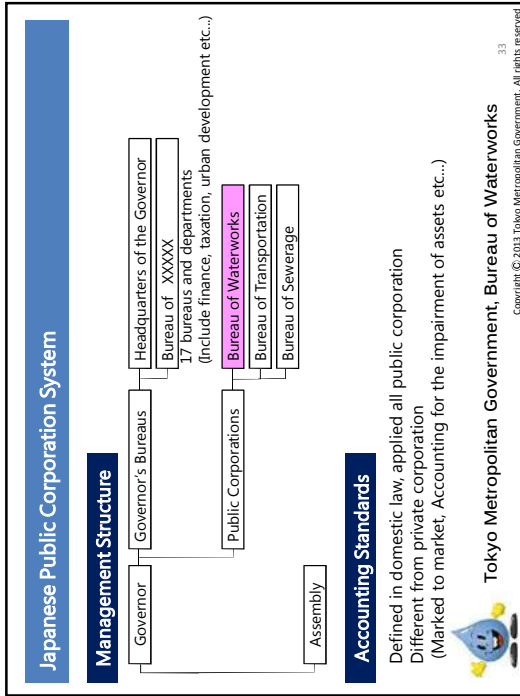 Japanese Public Corporation System
Management Structure
Governor
Governor's Bureaus
Headquarters of the Governor
Bureau of XXXXX
17 bureaus and departments
(Include finance, taxation, urban development etc...)
Public Corporations
Bureau of Waterworks
Bureau of Transportation
Bureau of Sewerage
Assembly
Accounting Standards
Defined in domestic law, applied all public corporation
Different from private corporation
(Marked to market, Accounting for the impairment of assets etc...)
Tokyo Metropolitan Government, Bureau of Waterworks
33
Copyright © 2013 Tokyo Metropolitan Government. All rights reserved